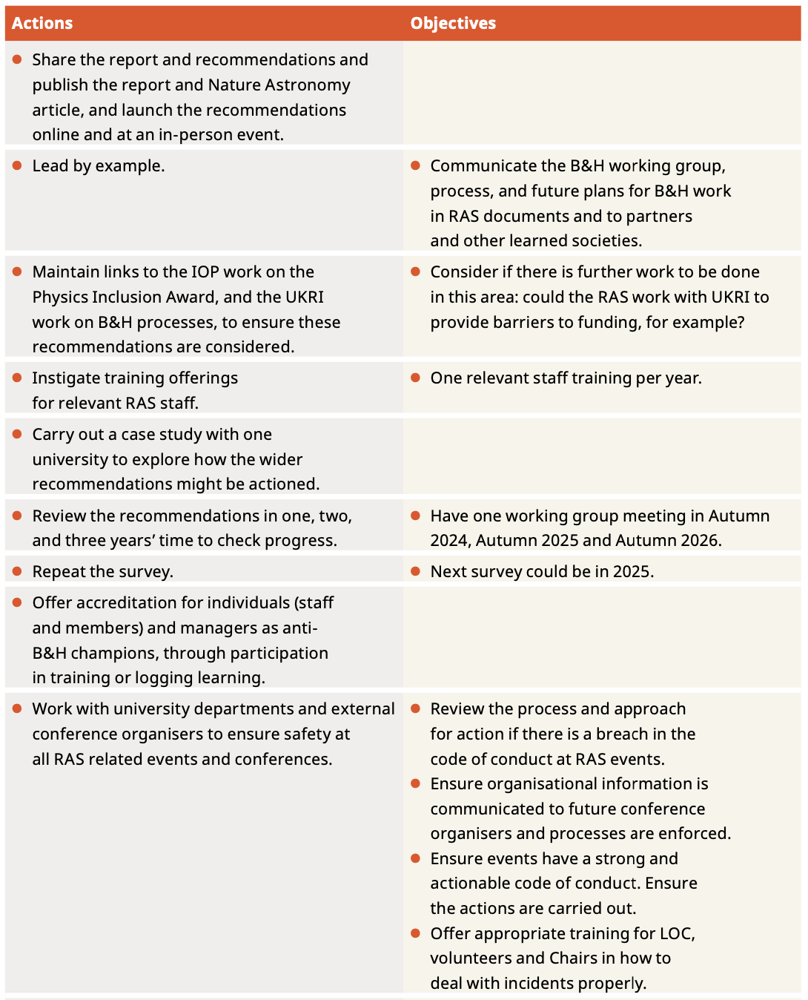 Actions
Objectives
Share the report and recommendations and
publish the report and Nature Astronomy
article, and launch the recommendations
online and at an in-person event.
Lead by example.
Communicate the B&H working group,
process, and future plans for B&H work
in RAS documents and to partners
and other learned societies.
Maintain links to the IOP work on the
Physics Inclusion Award, and the UKRI
work on B&H processes, to ensure these
recommendations are considered.
Consider if there is further work to be done
in this area: could the RAS work with UKRI to
provide barriers to funding, for example?
Instigate training offerings
for relevant RAS staff.
One relevant staff training per year.
Carry out a case study with one
university to explore how the wider
recommendations might be actioned.
Review the recommendations in one, two,
and three years’ time to check progress.
Have one working group meeting in Autumn
2024, Autumn 2025 and Autumn 2026.
Repeat the survey.
Next survey could be in 2025.
Offer accreditation for individuals (staff
and members) and managers as anti-
B&H champions, through participation
in training or logging learning.
Work with university departments and external
conference organisers to ensure safety at
all RAS related events and conferences.
Review the process and approach
for action if there is a breach in the
code of conduct at RAS events.
Ensure organisational information is
communicated to future conference
organisers and processes are enforced.
Ensure events have a strong and
actionable code of conduct. Ensure
the actions are carried out.
Offer appropriate training for LOC,
volunteers and Chairs in how to
deal with incidents properly.